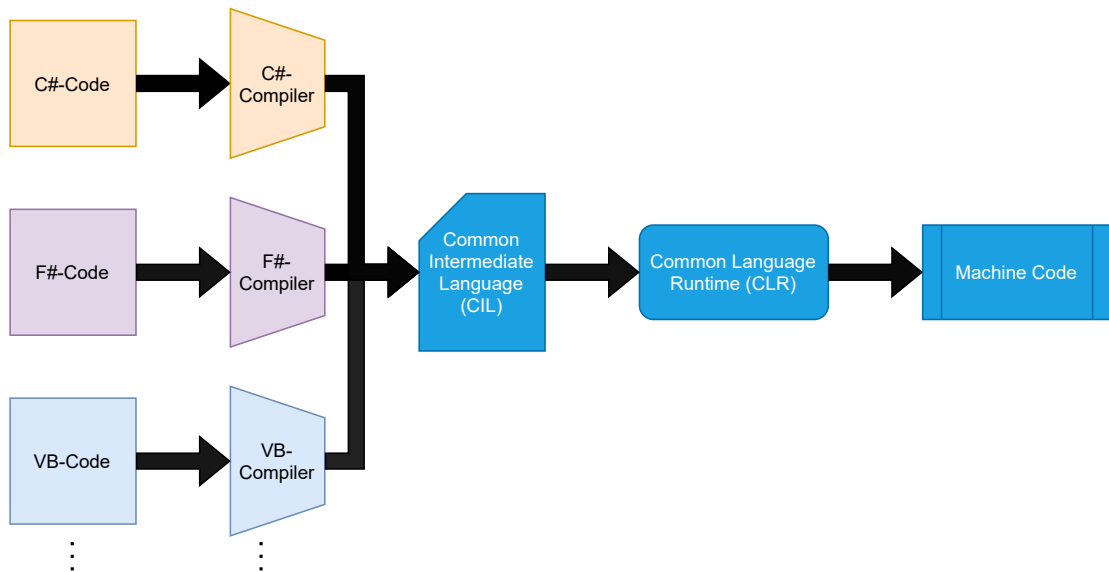 C#-Code
C#-
Compiler
F#-Code
F#-
Compiler
Common
Intermediate
Language
(CIL)
Common Language
Runtime (CLR)
Machine Code
VB-Code
VB-
Compiler